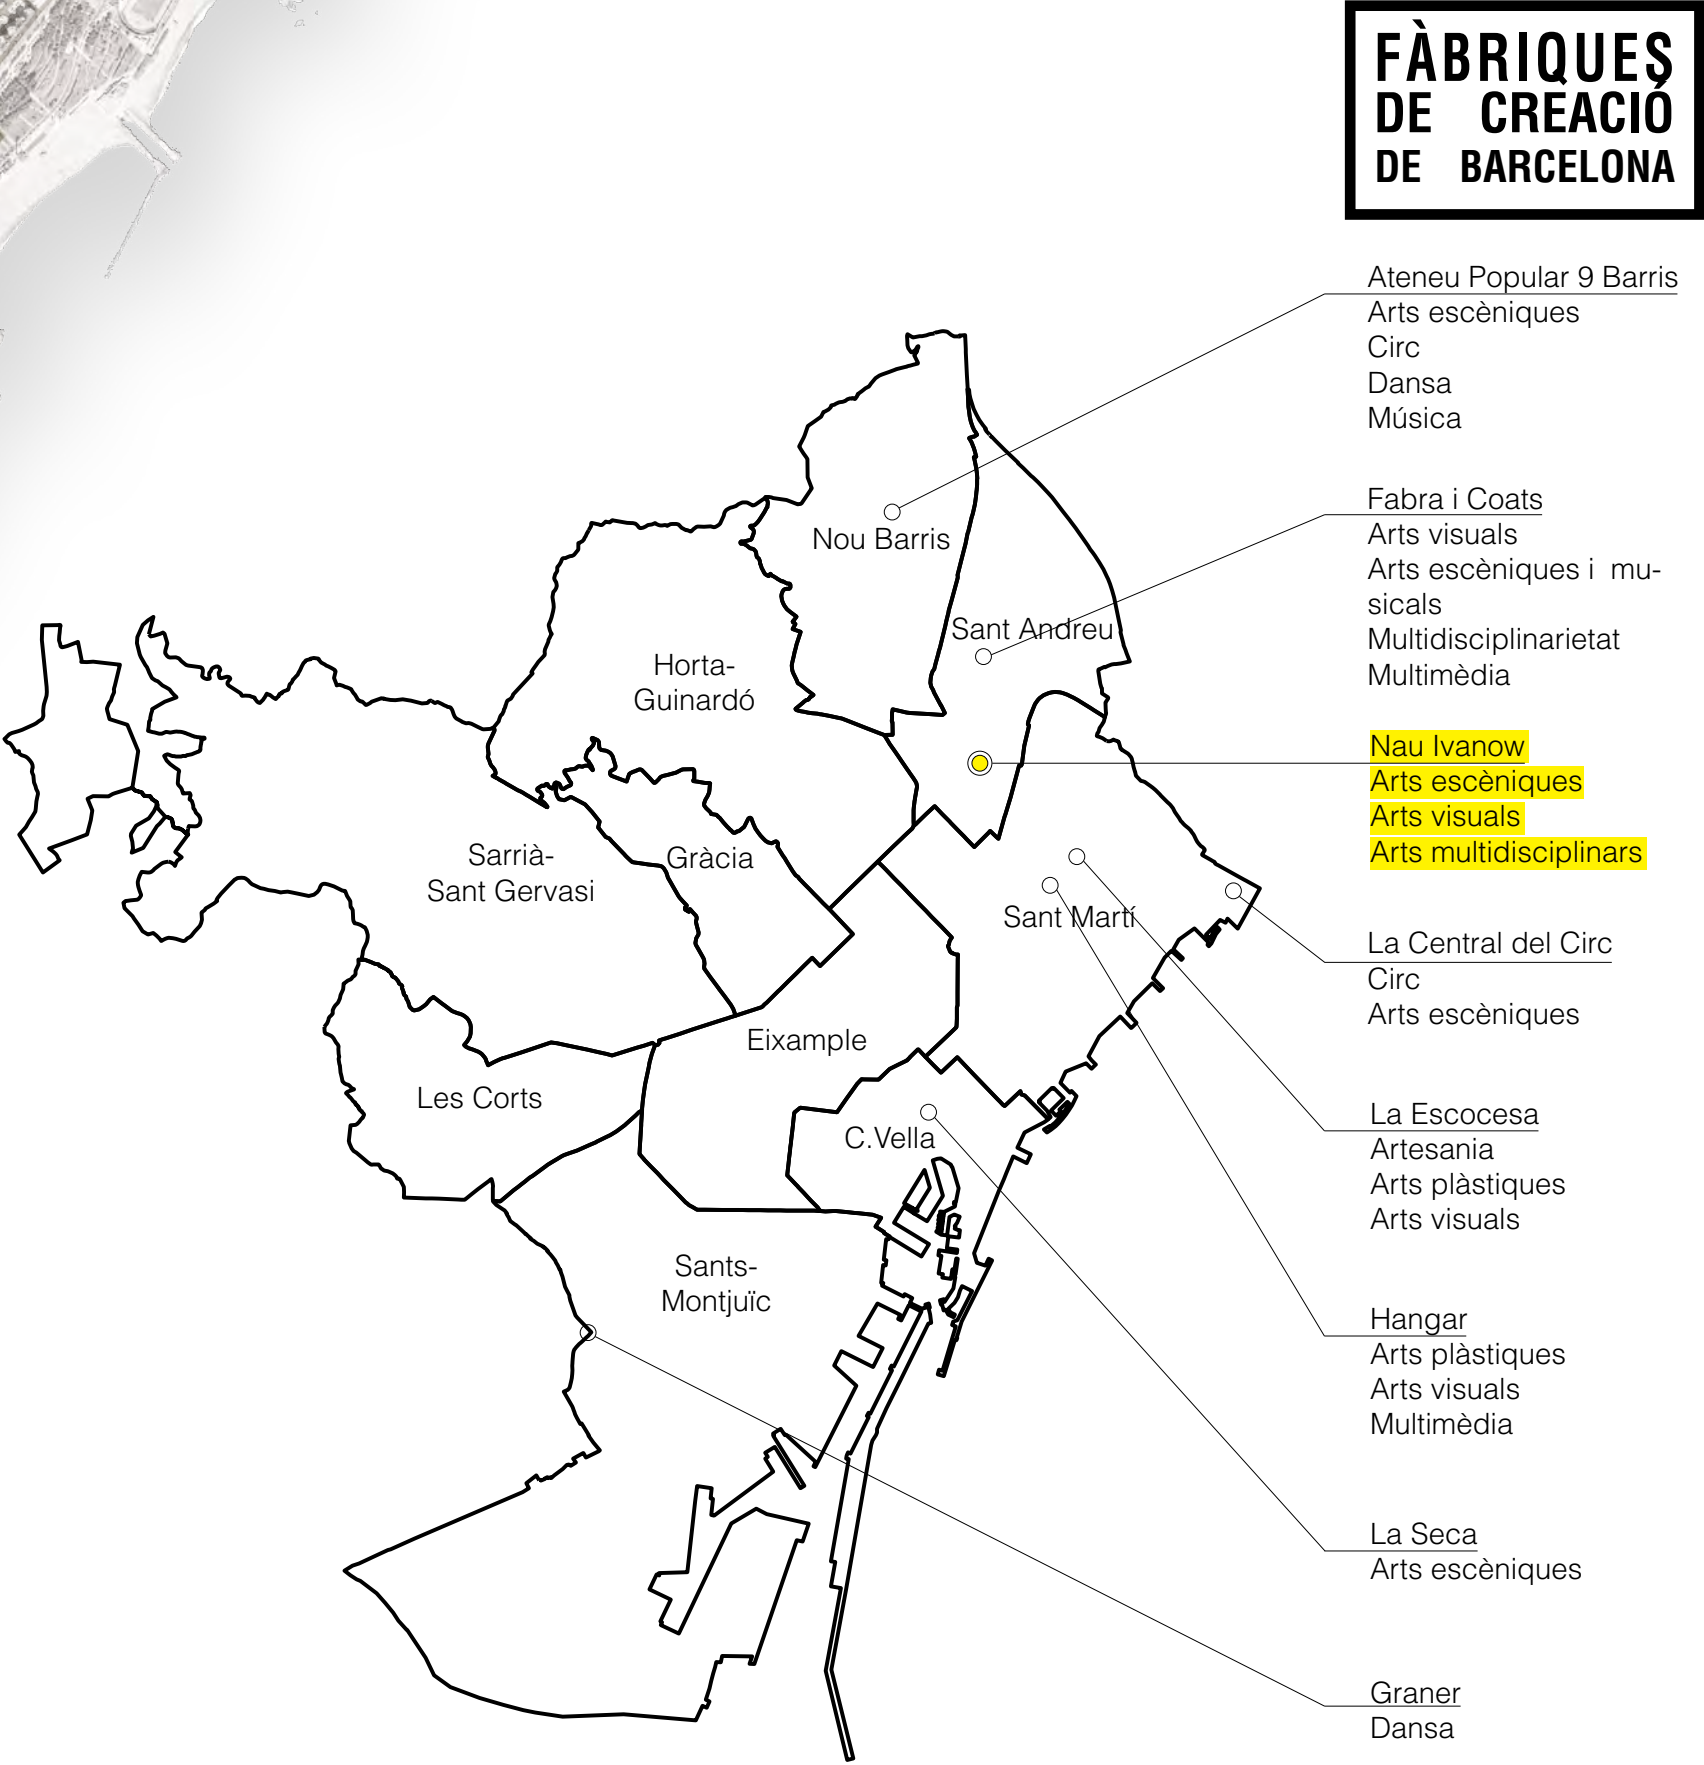 FÀBRIQUES
DE CREACIÓ
DE BARCELONA
Ateneu Popular 9 Barris
Arts escèniques
Circ
Dansa
Música
Fabra i Coats
Arts visuals
Arts escèniques i mu-
sicals
Multidisciplinarietat
Multimèdia
Nau Ivanow
Arts escèniques
Arts visuals
Arts multidisciplinars
La Central del Circ
Circ
Arts escèniques
La Escocesa
Artesania
Arts plàstiques
Arts visuals
Hangar
Arts plàstiques
Arts visuals
Multimèdia
La Seca
Arts escèniques
Graner
Dansa
Nou Barris
Sant Andreu
Horta-
Guinardó
Sarrià-
Sant Gervasi
Gràcia
Sant Martí
Eixample
Les Corts
C.Vella
Sants-
Montjuïc